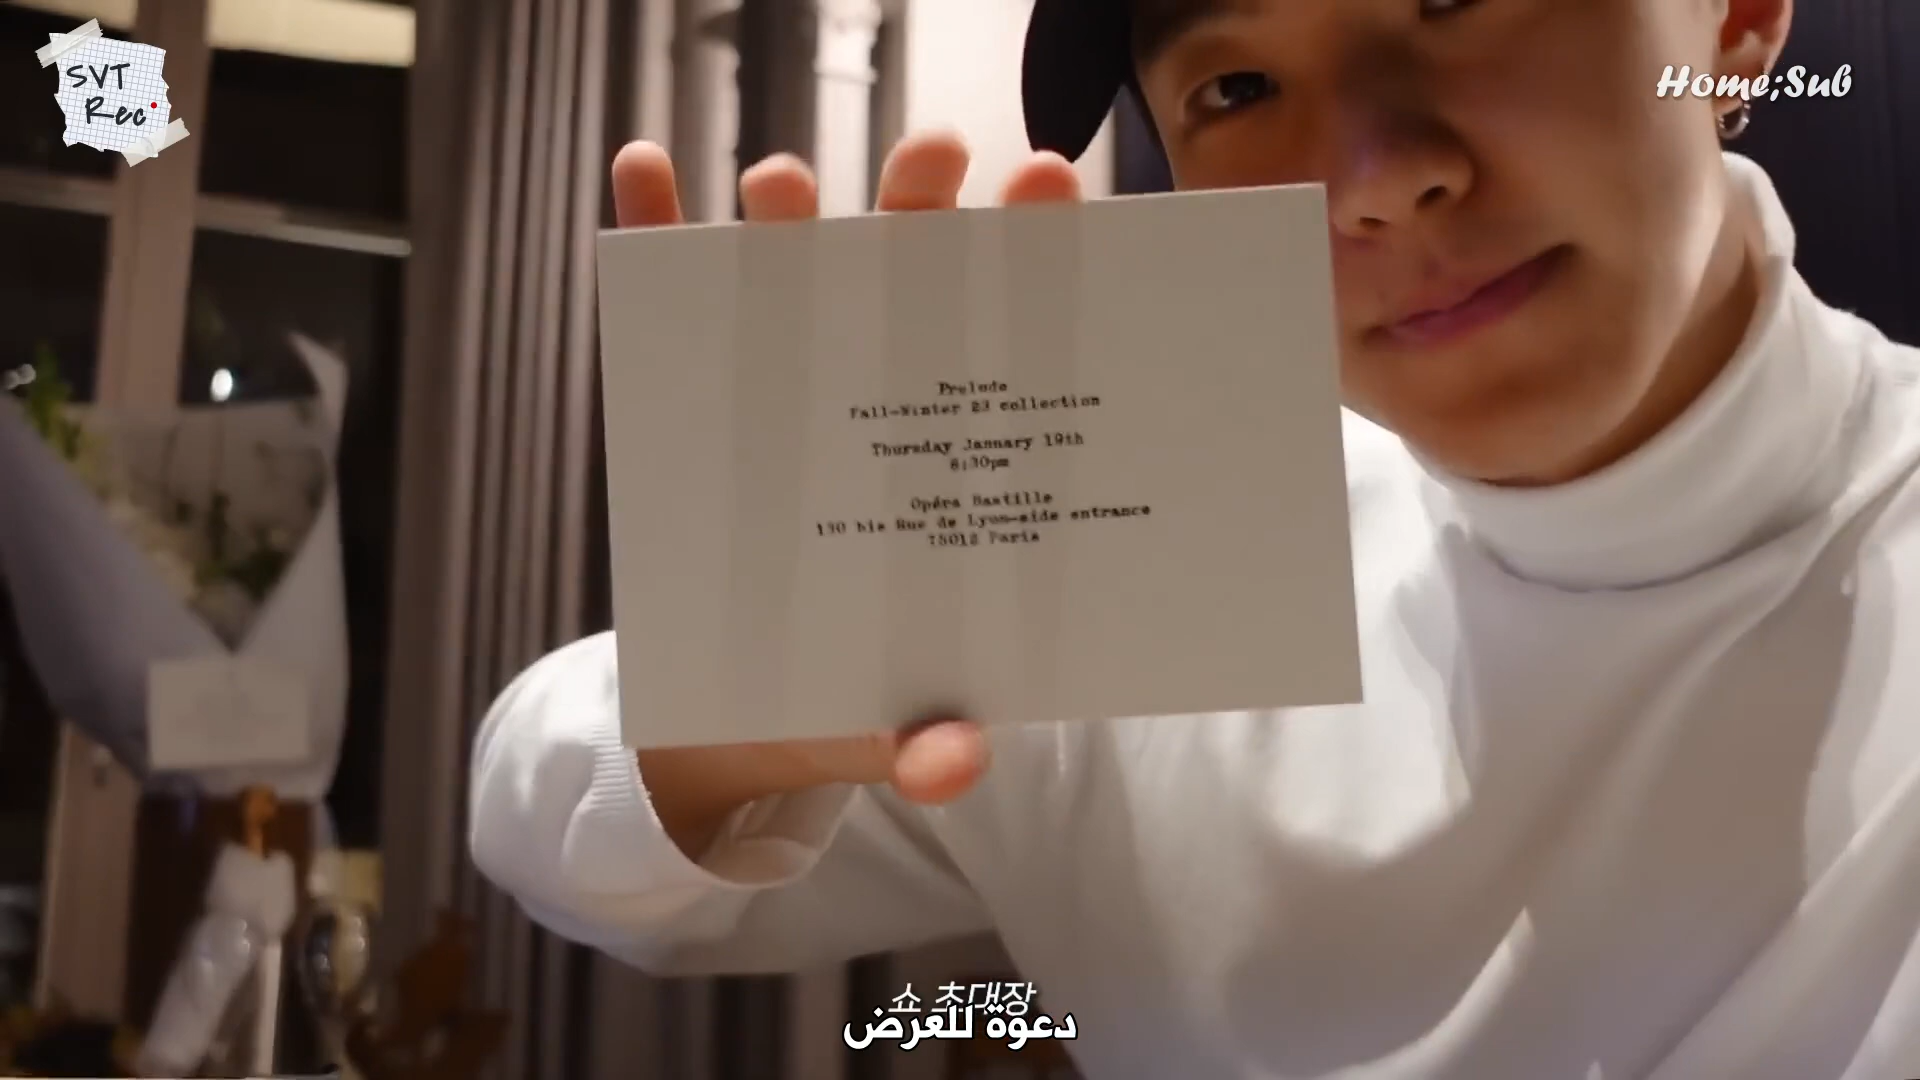 SVT
Rec
Home;Sub
Prelude
Fall-Winter 23 collection
Thursday January 19th
6:30pm
Opéra Bastille
130 bis Rue de Lyon-side entrance
75012 Paris
쇼 초대장
دعوة للعرض